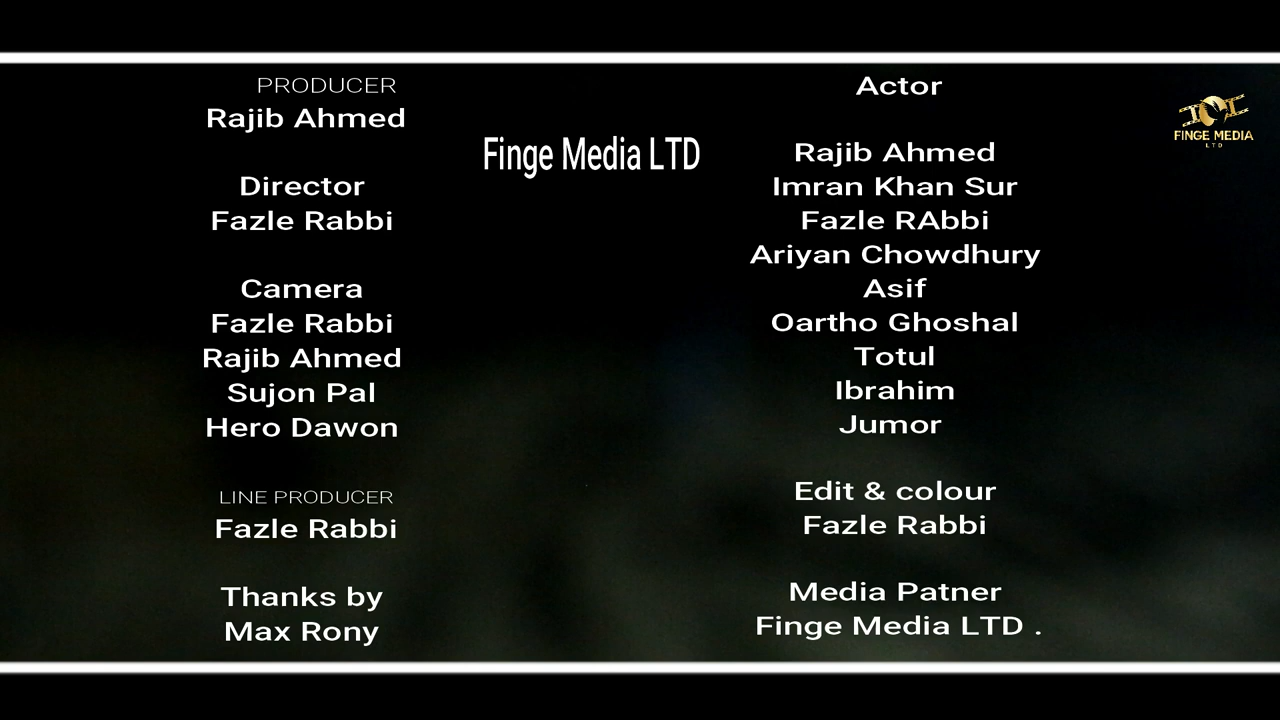 PRODUCER
Rajib Ahmed
Director
Fazle Rabbi
Camera
Fazle Rabbi
Rajib Ahmed
Sujon Pal
Hero Dawon
LINE PRODUCER
Fazle Rabbi
Thanks by
Max Rony
Finge Media LTD
Actor
Rajib Ahmed
Imran Khan Sur
Fazle RAbbi
Ariyan Chowdhury
Asif
Oartho Ghoshal
Totul
Ibrahim
Jumor
Edit & colour
Fazle Rabbi
Media Patner
Finge Media LTD .
FINGE MEDIA
LTD